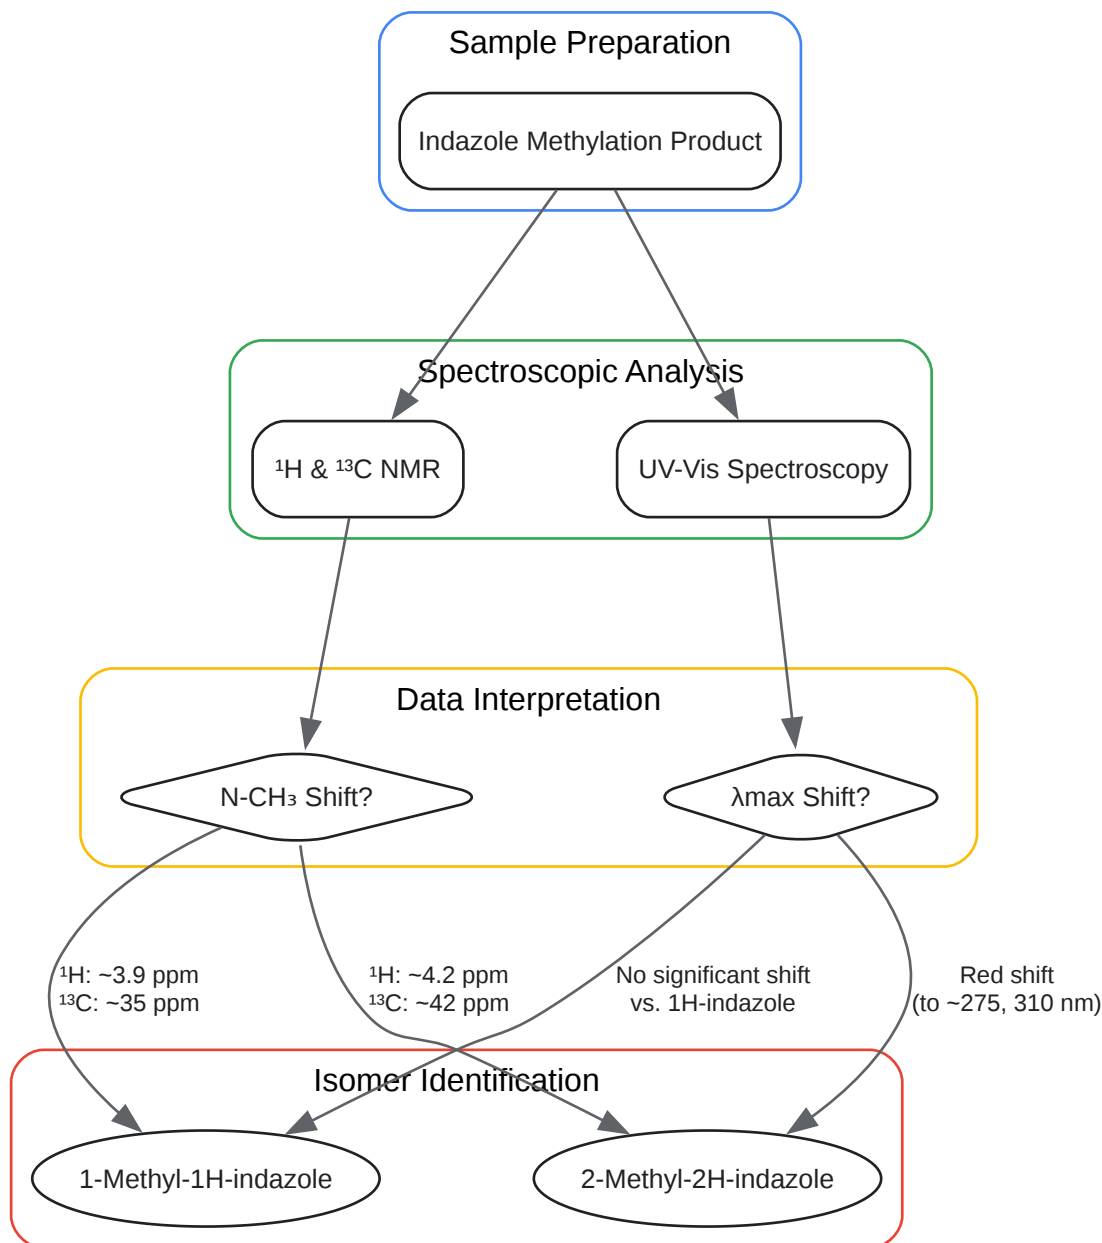 Sample Preparation
Indazole Methylation Product
Spectroscopic Analysis
¹H & ¹³C NMR
UV-Vis Spectroscopy
Data Interpretation
N-CH₃ Shift?
λmax Shift?
¹H: ~3.9 ppm
¹³C: ~35 ppm
¹H: ~4.2 ppm
¹³C: ~42 ppm
No significant shift
vs. 1H-indazole
Red shift
(to ~275, 310 nm)
Isomer Identification
1-Methyl-1H-indazole
2-Methyl-2H-indazole